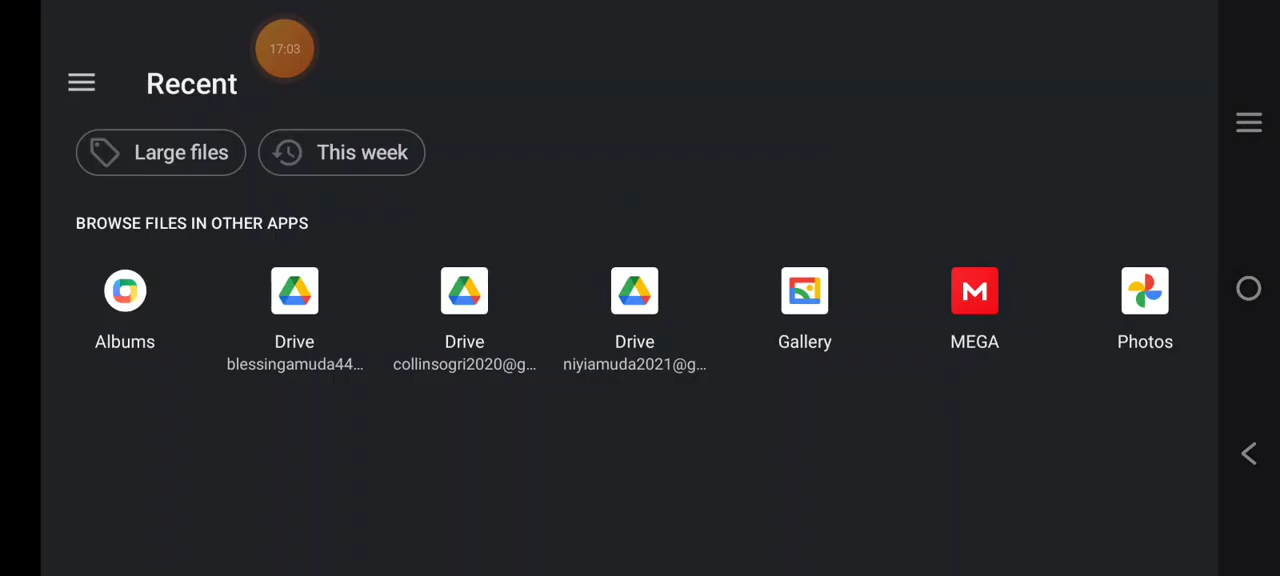 17:03
Recent
Large files
This week
BROWSE FILES IN OTHER APPS
Albums
Drive
blessingamuda44...
Drive
collinsogri2020@g...
Drive
niyiamuda2021@g...
Gallery
MEGA
Photos